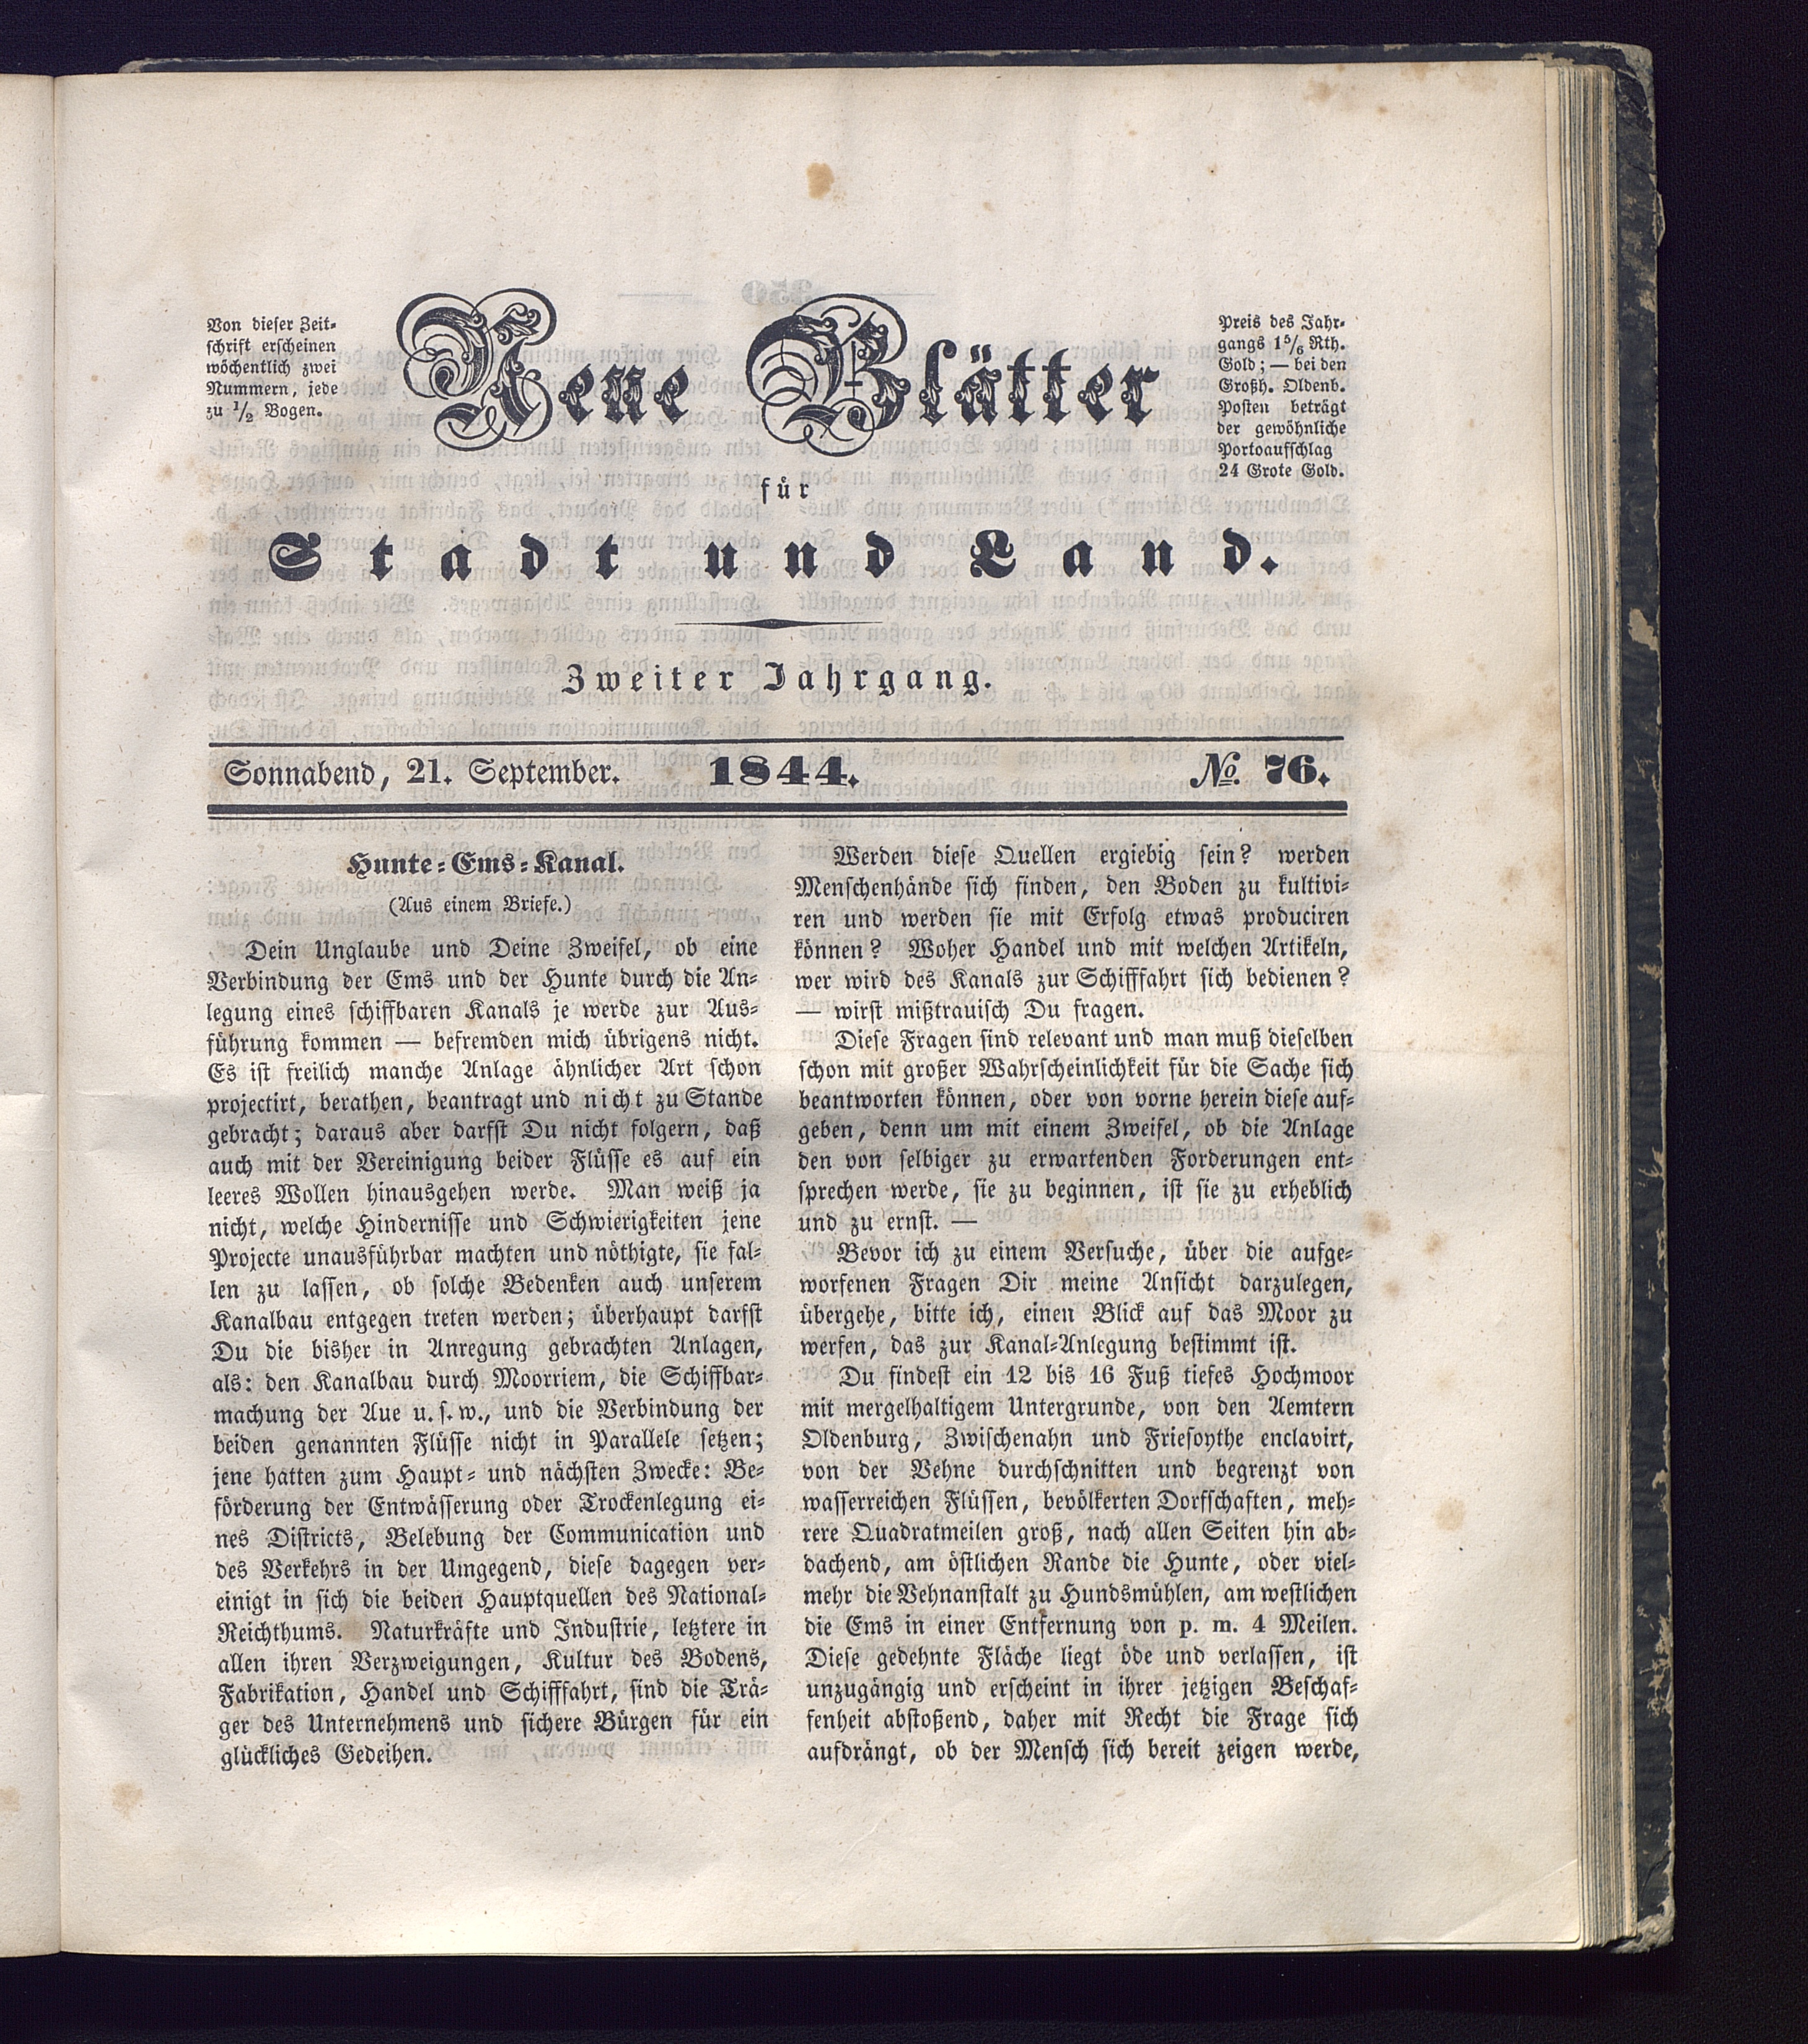 Von dieser Zeit-
schrift erscheinen
wöchentlich zwei
Nummern, jede
zu 1/2 Bogen.
Neue Blätter
für
Stadt und Land.
Preis des Jahr-
gangs 1 5/6 Rth.
Gold; — bei den
Großh. Oldenb.
Posten beträgt
der gewöhnliche
Portoaufschlag
24 Grote Gold.
Zweiter Jahrgang.
Sonnabend, 21. September. 1844. № 76.
Hunte-Ems-Kanal.
(Aus einem Briefe.)
Dein Unglaube und Deine Zweifel, ob eine
Verbindung der Ems und der Hunte durch die An-
legung eines schiffbaren Kanals je werde zur Aus-
führung kommen — befremden mich übrigens nicht.
Es ist freilich manche Anlage ähnlicher Art schon
projectirt, berathen, beantragt und nicht zu Stande
gebracht; daraus aber darfst Du nicht folgern, daß
auch mit der Vereinigung beider Flüsse es auf ein
leeres Wollen hinausgehen werde. Man weiß ja
nicht, welche Hindernisse und Schwierigkeiten jene
Projecte unausführbar machten und nöthigte, sie fal-
len zu lassen, ob solche Bedenken auch unserem
Kanalbau entgegen treten werden; überhaupt darfst
Du die bisher in Anregung gebrachten Anlagen,
als: den Kanalbau durch Moorriem, die Schiffbar-
machung der Aue u. s. w., und die Verbindung der
beiden genannten Flüsse nicht in Parallele setzen;
jene hatten zum Haupt- und nächsten Zwecke: Be-
förderung der Entwässerung oder Trockenlegung ei-
nes Districts, Belebung der Communication und
des Verkehrs in der Umgegend, diese dagegen ver-
einigt in sich die beiden Hauptquellen des National-
Reichthums. Naturkräfte und Industrie, letztere in
allen ihren Verzweigungen, Kultur des Bodens,
Fabrikation, Handel und Schifffahrt, sind die Trä-
ger des Unternehmens und sichere Bürgen für ein
glückliches Gedeihen.
Werden diese Quellen ergiebig sein? werden
Menschenhände sich finden, den Boden zu kultivi-
ren und werden sie mit Erfolg etwas produciren
können? Woher Handel und mit welchen Artikeln,
wer wird des Kanals zur Schifffahrt sich bedienen?
— wirst mißtrauisch Du fragen.
Diese Fragen sind relevant und man muß dieselben
schon mit großer Wahrscheinlichkeit für die Sache sich
beantworten können, oder von vorne herein diese auf-
geben, denn um mit einem Zweifel, ob die Anlage
den von selbiger zu erwartenden Forderungen ent-
sprechen werde, sie zu beginnen, ist sie zu erheblich
und zu ernst. —
Bevor ich zu einem Versuche, über die aufge-
worfenen Fragen Dir meine Ansicht darzulegen,
übergehe, bitte ich, einen Blick auf das Moor zu
werfen, das zur Kanal-Anlegung bestimmt ist.
Du findest ein 12 bis 16 Fuß tiefes Hochmoor
mit mergelhaltigem Untergrunde, von den Aemtern
Oldenburg, Zwischenahn und Friesoythe enclavirt,
von der Vehne durchschnitten und begrenzt von
wasserreichen Flüssen, bevölkerten Dorfschaften, meh-
rere Quadratmeilen groß, nach allen Seiten hin ab-
dachend, am östlichen Rande die Hunte, oder viel-
mehr die Vehnanstalt zu Hundsmühlen, am westlichen
die Ems in einer Entfernung von p. m. 4 Meilen.
Diese gedehnte Fläche liegt öde und verlassen, ist
unzugängig und erscheint in ihrer jetzigen Beschaf-
fenheit abstoßend, daher mit Recht die Frage sich
aufdrängt, ob der Mensch sich bereit zeigen werde,